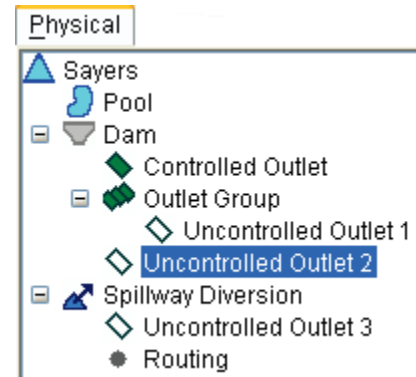 Physical
Sayers
Pool
Dam
Controlled Outlet
Outlet Group
Uncontrolled Outlet 1
Uncontrolled Outlet 2
Spillway Diversion
Uncontrolled Outlet 3
Routing